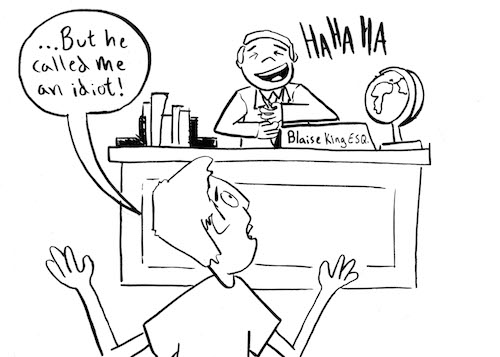 ...But he
called me
an idiot!
HAHAHA
Blaise King ESQ.